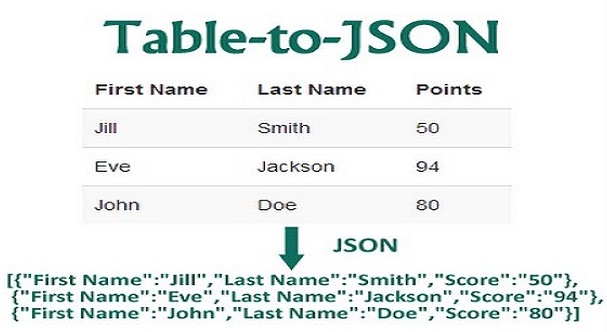 Table-to-JSON
First Name Last Name Points
Jill Smith 50
Eve Jackson 94
John Doe 80
JSON
[{"First Name":"Jill","Last Name":"Smith","Score":"50"},
{"First Name":"Eve","Last Name":"Jackson","Score":"94"},
{"First Name":"John","Last Name":"Doe","Score":"80"}]